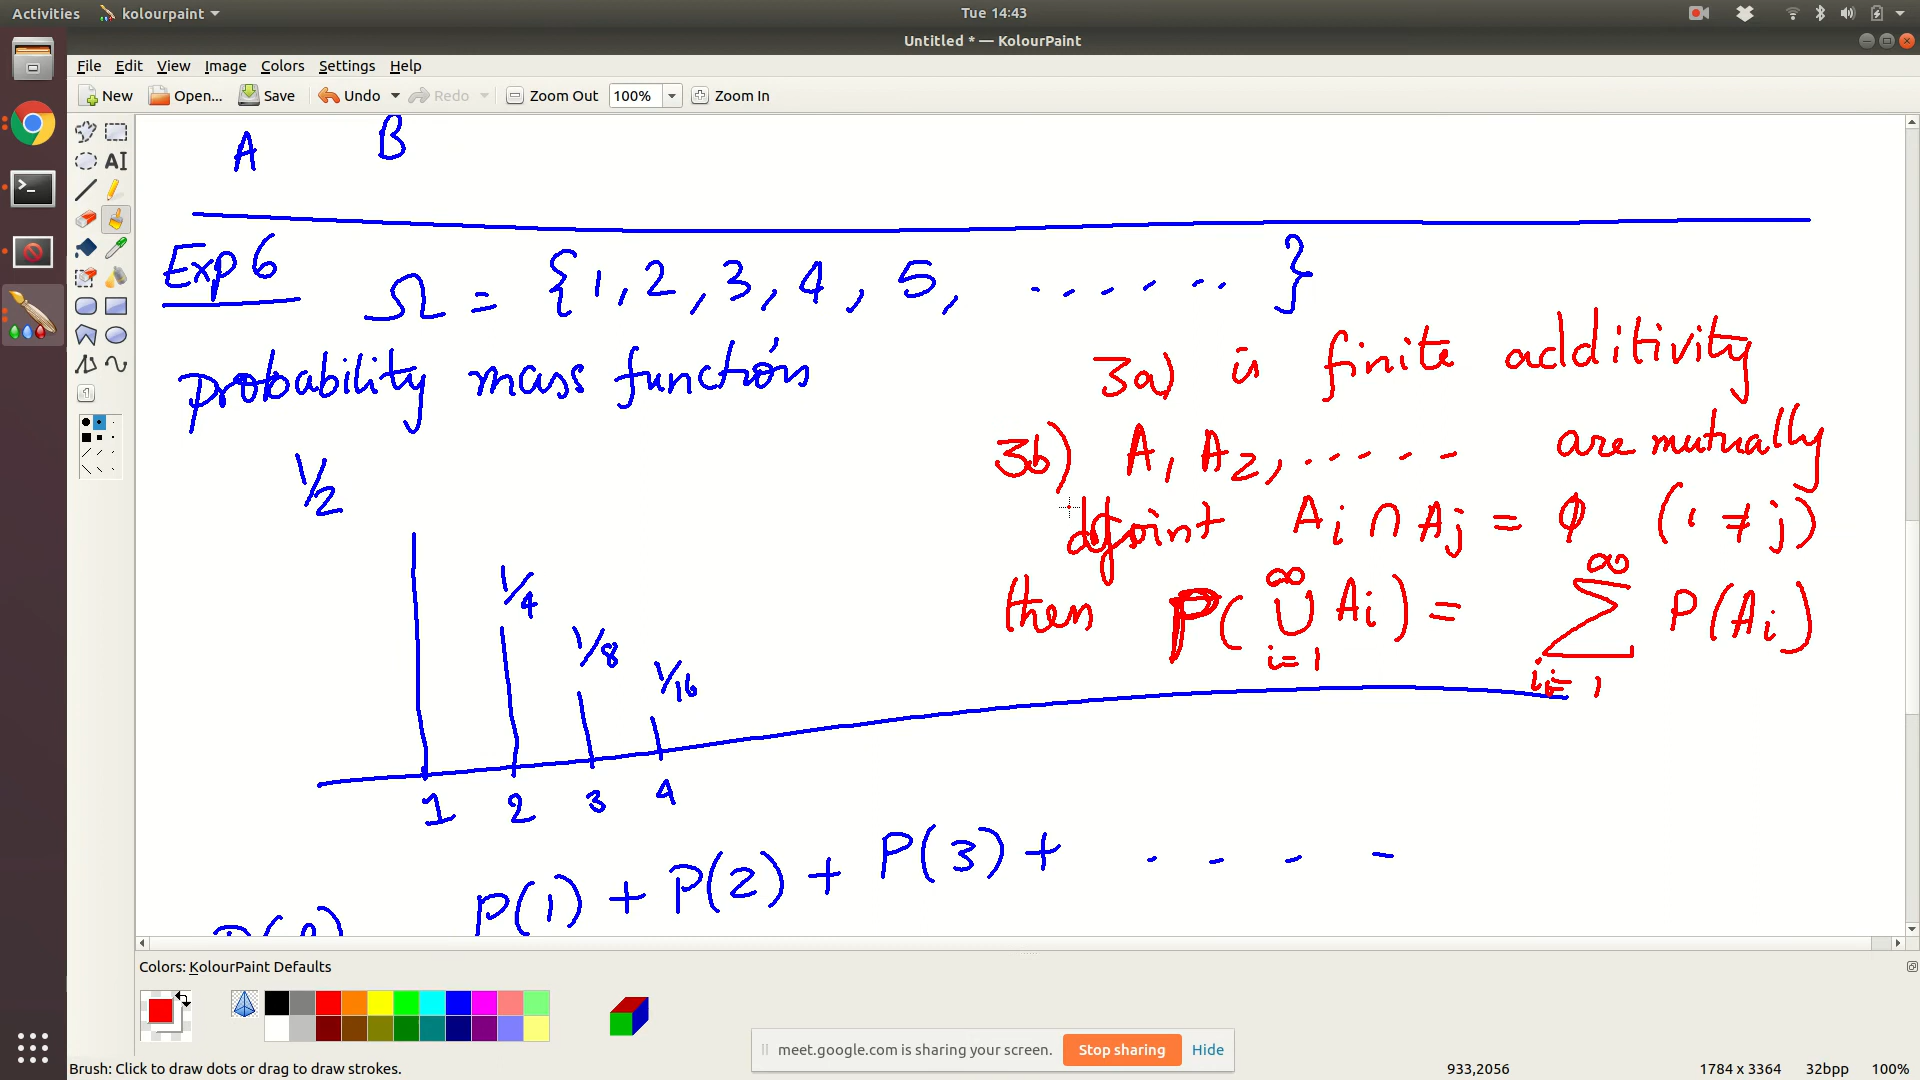 Activities kolourpaint Tue 14:43
Untitled * — KolourPaint
File Edit View Image Colors Settings Help
New Open... Save Undo Redo Zoom Out 100% Zoom In
A B
Exp 6 Ω = {1, 2, 3, 4, 5, ....... }
probability mass function
3a) is finite additivity
3b) A1 A2, ...... are mutually
Ai ∩ Aj = ϕ (i ≠ j)
then P( ∞ ∪ i=1 Ai) = ∞ ∑ i=1 P(Ai)
1/2
1/4
1/8
1/16
1 2 3 4
P(1) + P(2) + P(3) + - - - -
Colors: KolourPaint Defaults
meet.google.com is sharing your screen. Stop sharing Hide
Brush: Click to draw dots or drag to draw strokes. 933,2056 1784 x 3364 32bpp 100%